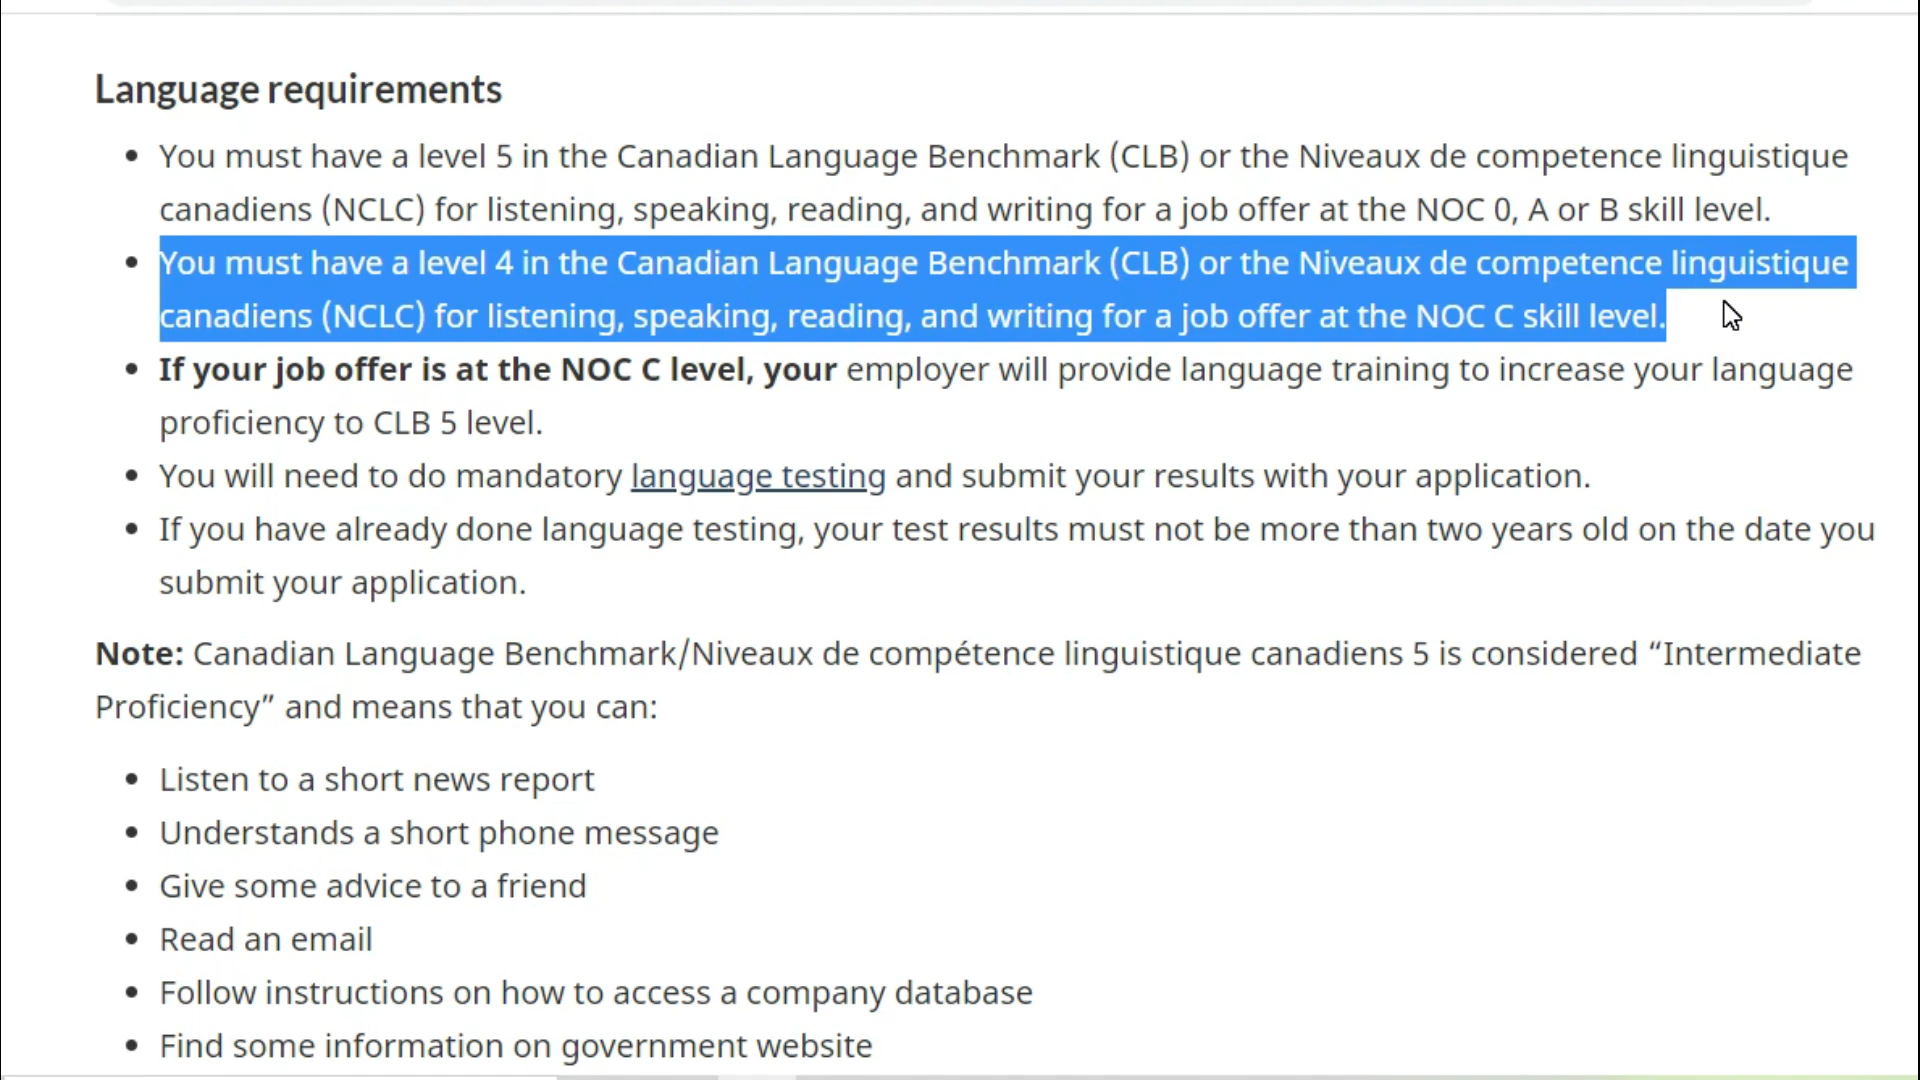 Language requirements
• You must have a level 5 in the Canadian Language Benchmark (CLB) or the Niveaux de competence linguistique
canadiens (NCLC) for listening, speaking, reading, and writing for a job offer at the NOC 0, A or B skill level.
• You must have a level 4 in the Canadian Language Benchmark (CLB) or the Niveaux de competence linguistique
canadiens (NCLC) for listening, speaking, reading, and writing for a job offer at the NOC C skill level.
• If your job offer is at the NOC C level, your employer will provide language training to increase your language
proficiency to CLB 5 level.
• You will need to do mandatory language testing and submit your results with your application.
• If you have already done language testing, your test results must not be more than two years old on the date you
submit your application.
Note: Canadian Language Benchmark/Niveaux de compétence linguistique canadiens 5 is considered “Intermediate
Proficiency” and means that you can:
• Listen to a short news report
• Understands a short phone message
• Give some advice to a friend
• Read an email
• Follow instructions on how to access a company database
• Find some information on government website